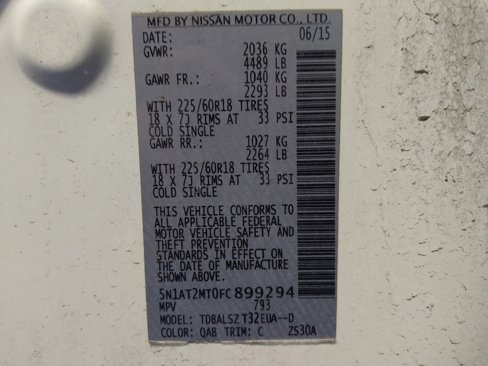 MFD BY NISSAN MOTOR CO., LTD.
DATE: 06/15
GVWR: 2036 KG
4489 LB
GAWR FR.: 1040 KG
2293 LB
WITH 225/60R18 TIRES
18 X 7J RIMS AT 33 PSI
COLD SINGLE
GAWR RR.: 1027 KG
2264 LB
WITH 225/60R18 TIRES
18 X 7J RIMS AT 33 PSI
COLD SINGLE
THIS VEHICLE CONFORMS TO
ALL APPLICABLE FEDERAL
MOTOR VEHICLE SAFETY AND
THEFT PREVENTION
STANDARDS IN EFFECT ON
THE DATE OF MANUFACTURE
SHOWN ABOVE.
5N1AT2MT0FC899294
MPV 793
MODEL: TDBALSZ T32EUA--D
COLOR: QAB TRIM: C ZS30A